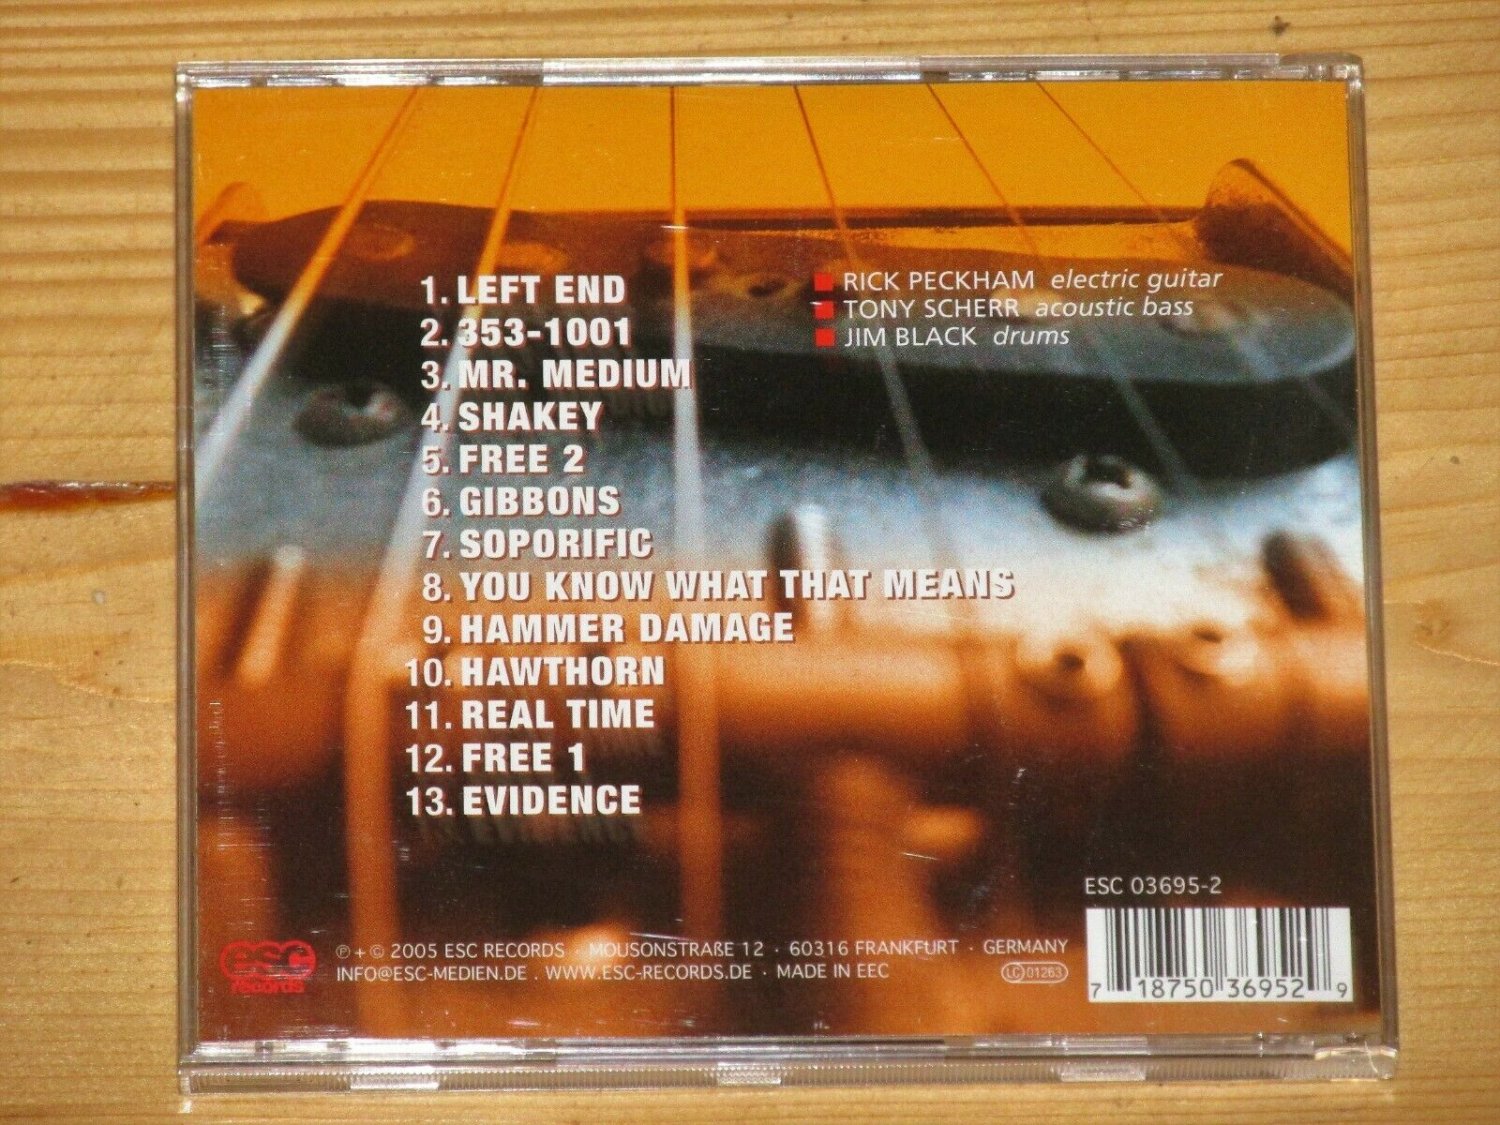 1. LEFT END
2. 353-1001
3. MR. MEDIUM
4. SHAKEY
5. FREE 2
6. GIBBONS
7. SOPORIFIC
8. YOU KNOW WHAT THAT MEANS
9. HAMMER DAMAGE
10. HAWTHORN
11. REAL TIME
12. FREE 1
13. EVIDENCE
RICK PECKHAM electric guitar
TONY SCHERR acoustic bass
JIM BLACK drums
ESC 03695-2
esc
records
℗ + © 2005 ESC RECORDS · MOUSONSTRAßE 12 · 60316 FRANKFURT · GERMANY
INFO@ESC-MEDIEN.DE . WWW.ESC-RECORDS.DE · MADE IN EEC
LC 01263
7 18750 36952 9